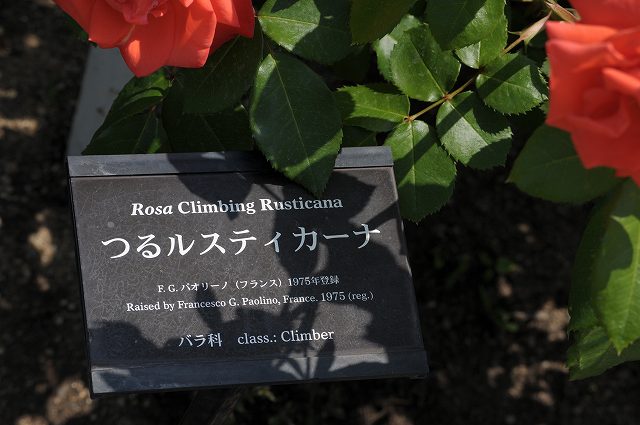 Rosa Climbing Rusticana
つるルスティカーナ
F. G. パオリーノ（フランス）1975年登録
Raised by Francesco G. Paolino, France. 1975 (reg.)
バラ科 class.: Climber